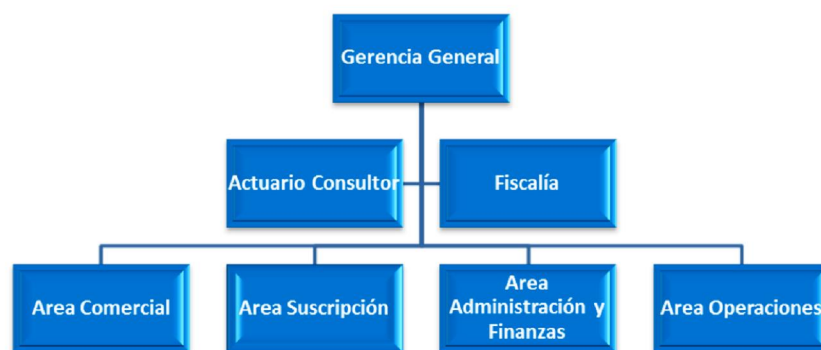 Gerencia General
Actuario Consultor
Fiscalía
Area Comercial
Area Suscripción
Area
Administración y
Finanzas
Area Operaciones